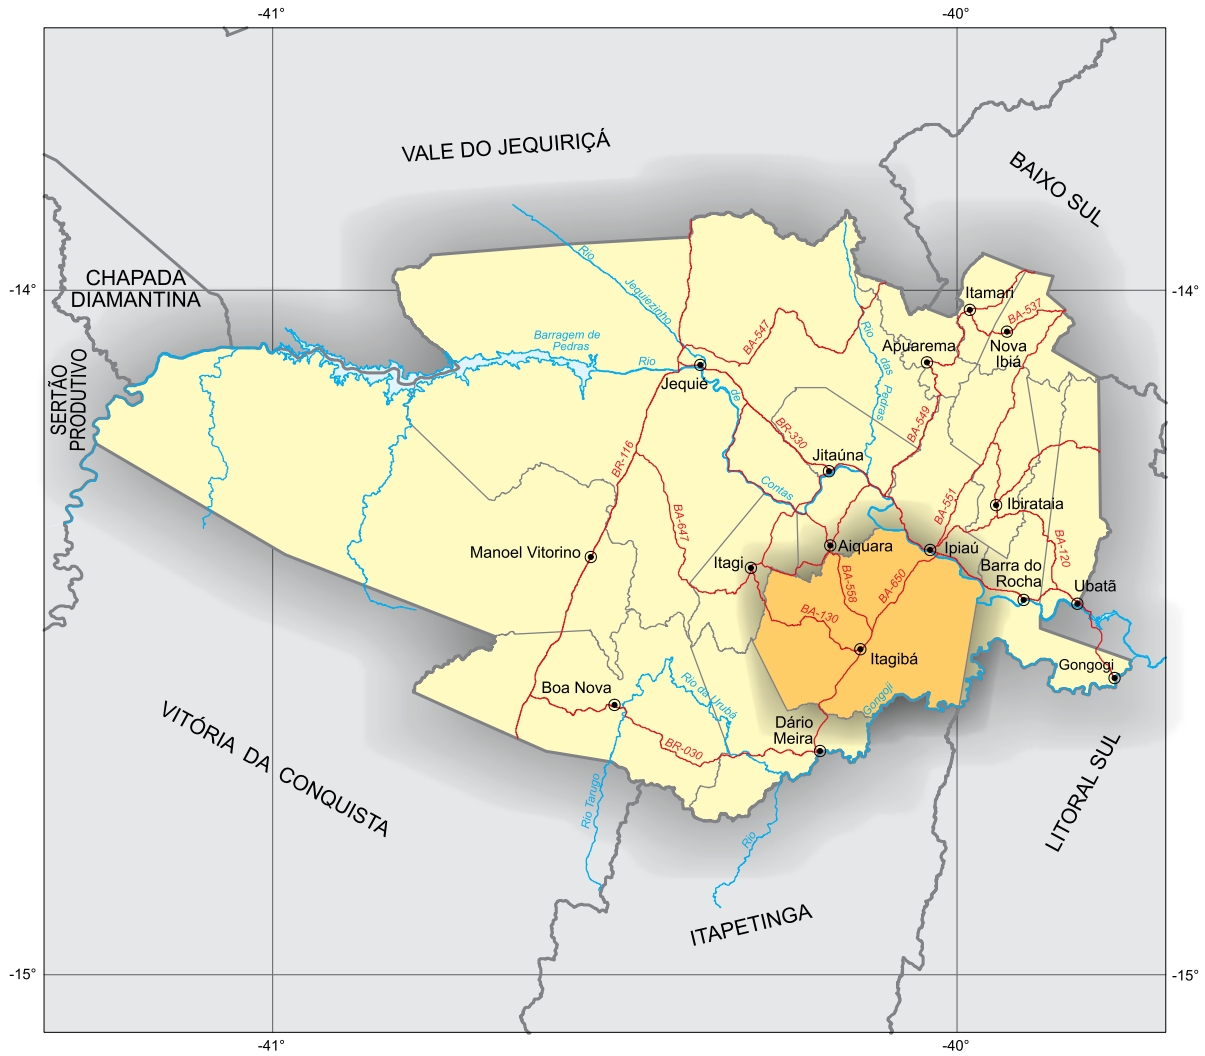 -41°
-40°
VALE DO JEQUIRIÇÁ
BAIXO SUL
Rio
CHAPADA
DIAMANTINA
-14°
-14°
Jequiezinho
Itamari
BA-537
BA-547
Rio
das
Pedras
Barragem de
Pedras
Apuarema
Nova
Ibiá
SERTÃO
PRODUTIVO
Rio
Jequié
de
BA-549
BR-330
BR-116
Jitaúna
Contas
BA-551
Ibirataia
BA-647
Manoel Vitorino
Aiquara
Ipiaú
BA-120
Itagi
Barra do
Rocha
BA-558
BA-650
Ubatã
BA-130
Itagibá
Gongogi
Boa Nova
Rio da Urubá
Gongoji
Dário
Meira
VITÓRIA DA CONQUISTA
BR-030
Rio Tarugo
Rio
LITORAL SUL
ITAPETINGA
-15°
-15°
-41°
-40°